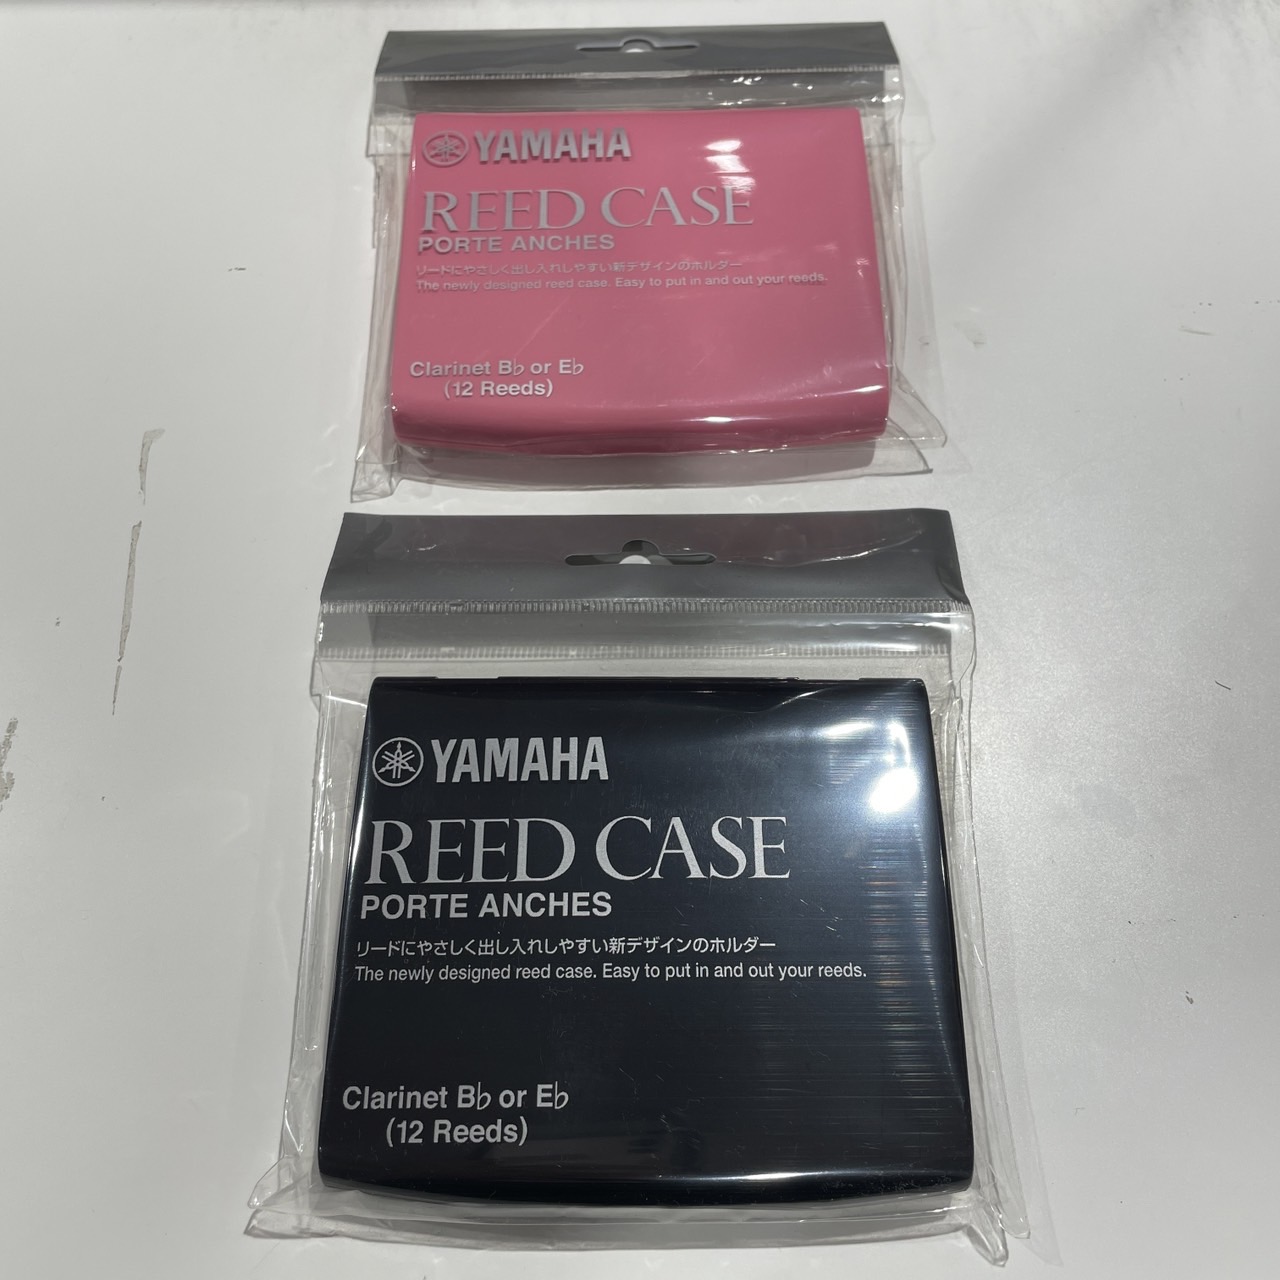 YAMAHA
REED CASE
PORTE ANCHES
リードにやさしく出し入れしやすい新デザインのホルダー
The newly designed reed case. Easy to put in and out your reeds.
Clarinet B♭ or E♭
(12 Reeds)
YAMAHA
REED CASE
PORTE ANCHES
リードにやさしく出し入れしやすい新デザインのホルダー
The newly designed reed case. Easy to put in and out your reeds.
Clarinet B♭ or E♭
(12 Reeds)